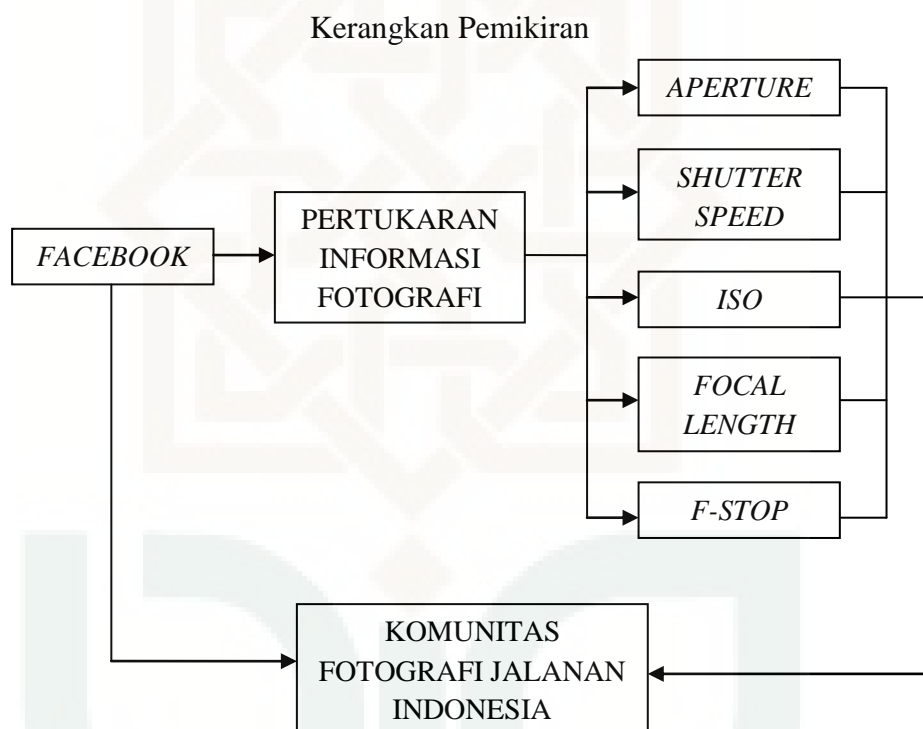 Kerangkan Pemikiran
APERTURE
SHUTTER
SPEED
PERTUKARAN
INFORMASI
FOTOGRAFI
FACEBOOK
ISO
FOCAL
LENGTH
F-STOP
KOMUNITAS
FOTOGRAFI JALANAN
INDONESIA